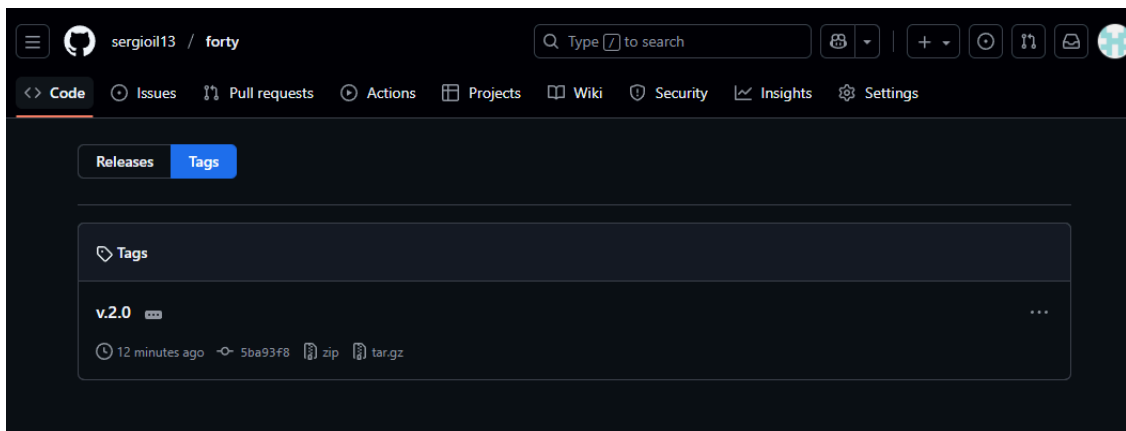 sergioil13 / forty
Type / to search
Code Issues Pull requests Actions Projects Wiki Security Insights Settings
Releases Tags
Tags
v.2.0
12 minutes ago 5ba93f8 zip tar.gz